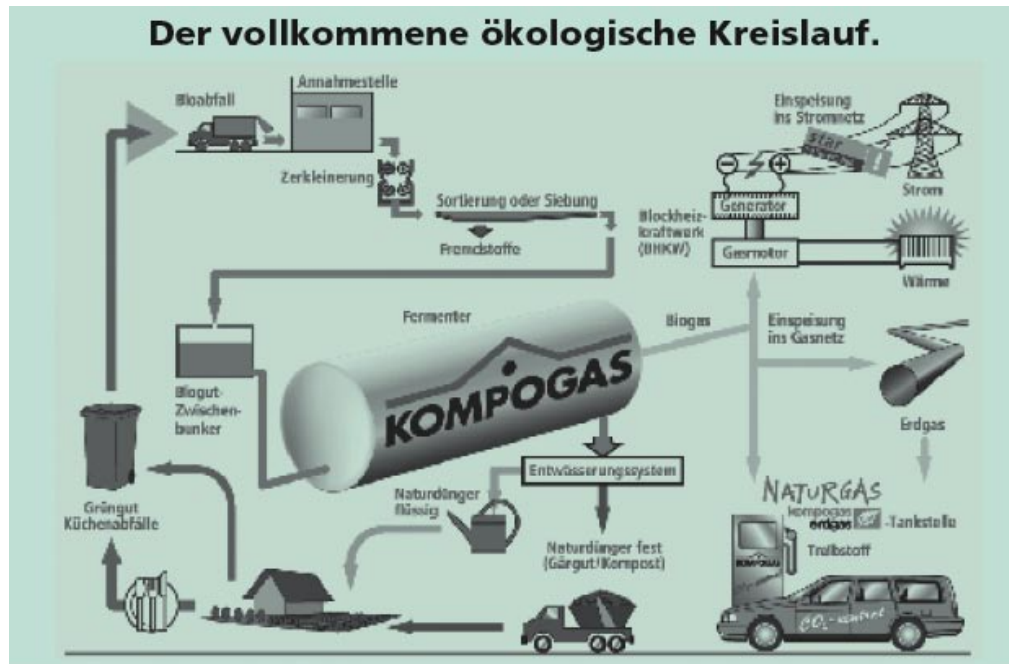 Der vollkommene ökologische Kreislauf.
Bioabfall
Annahmestelle
Zerkleinerung
Sortierung oder Siebung
Fremdstoffe
Einspeisung
ins Stromnetz
star
Strom
Generator
Blockheiz-
kraftwerk
(BHKW)
Gasmotor
Wärme
Fermenter
Biogas
Einspeisung
ins Gasnetz
KOMPOGAS
Erdgas
Biogut-
Zwischen-
bunker
Entwässerungssystem
Naturdünger
flüssig
Naturdünger fest
(Gärgut/Kompost)
Grüngut
Küchenabfälle
NATURGAS
kompogas
erdgas
-Tankstelle
Treibstoff
KOMPOGAS
CO₂-neutral